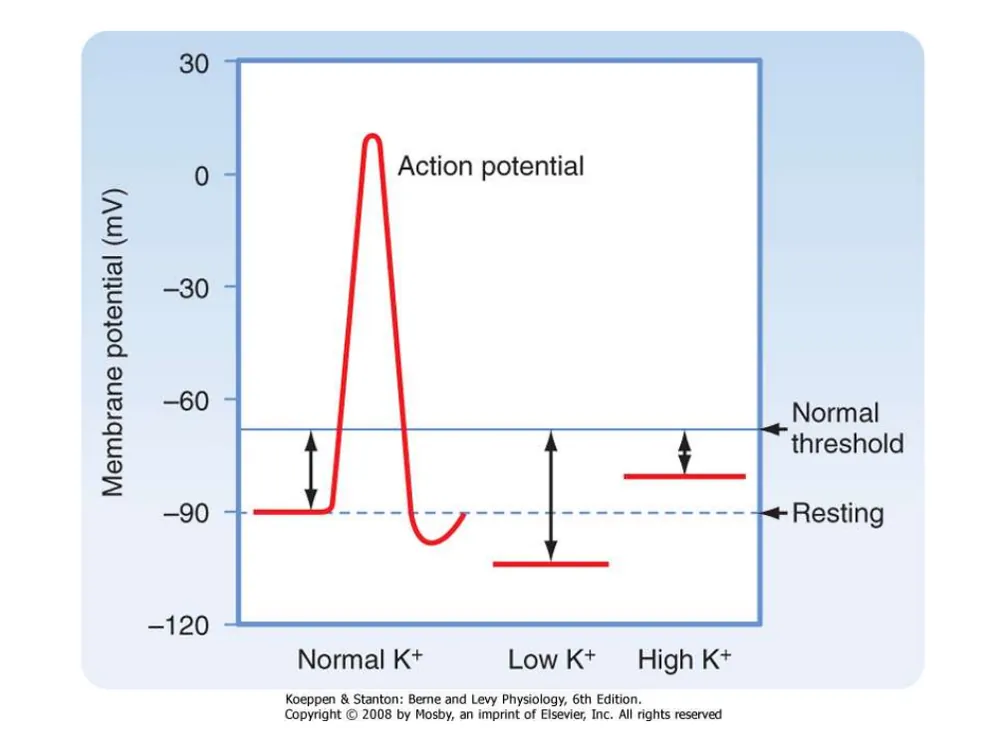 30
0
−30
−60
−90
−120
Membrane potential (mV)
Action potential
Normal
threshold
Resting
Normal K+
Low K+
High K+
Koeppen & Stanton: Berne and Levy Physiology, 6th Edition.
Copyright © 2008 by Mosby, an imprint of Elsevier, Inc. All rights reserved